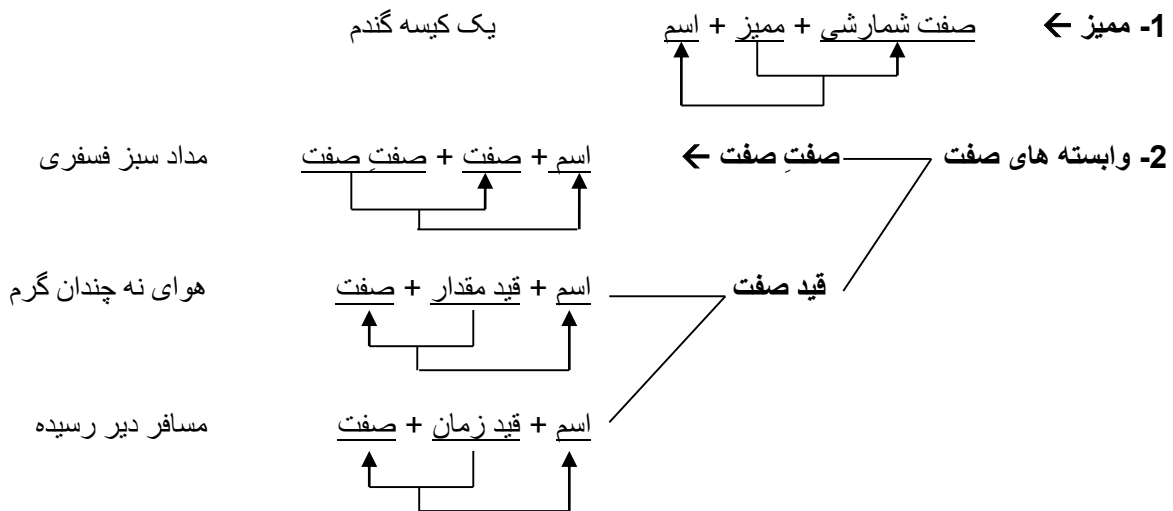 1- ممیز ← صفت شمارشی + ممیز + اسم یک کیسه گندم
2- وابسته های صفت صفتِ صفت ← اسم + صفت + صفتِ صفت مداد سبز فسفری
قید صفت اسم + قید مقدار + صفت هوای نه چندان گرم
اسم + قید زمان + صفت مسافر دیر رسیده